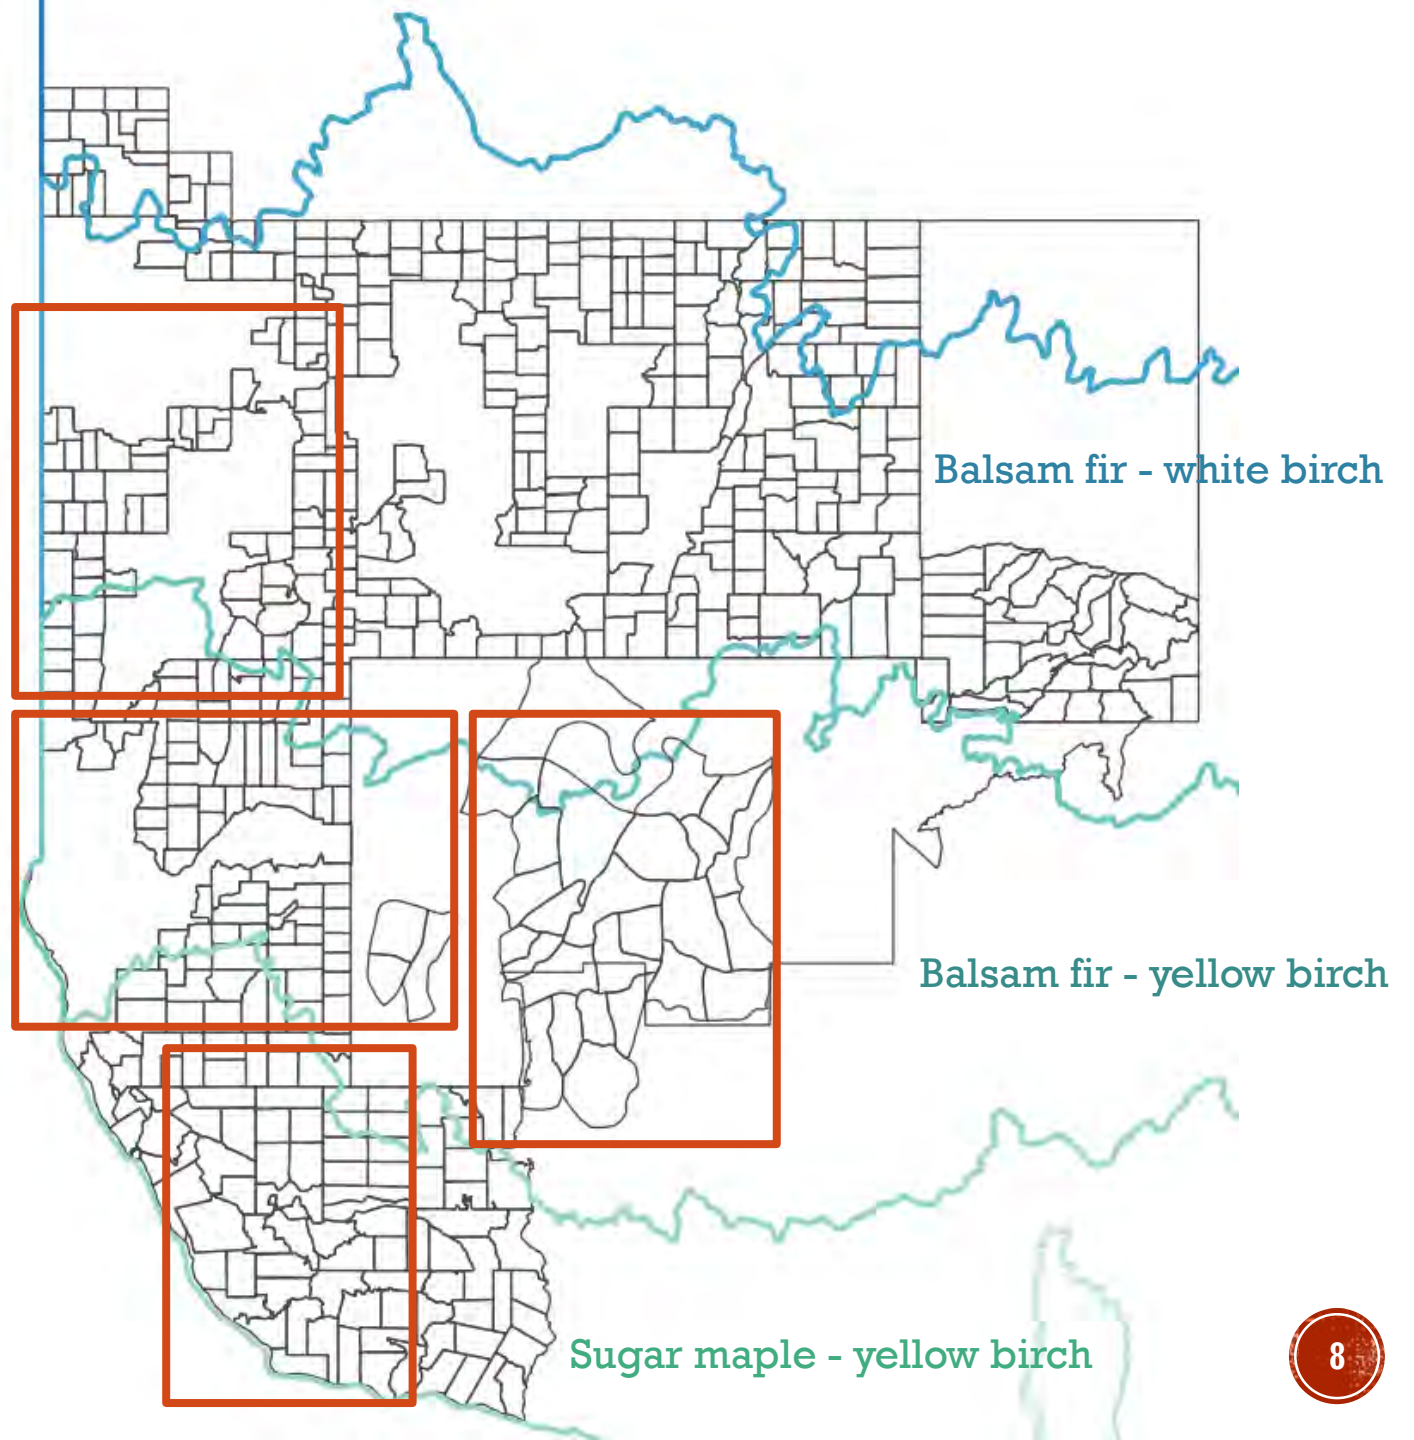 Balsam fir - white birch
Balsam fir - yellow birch
Sugar maple - yellow birch
8